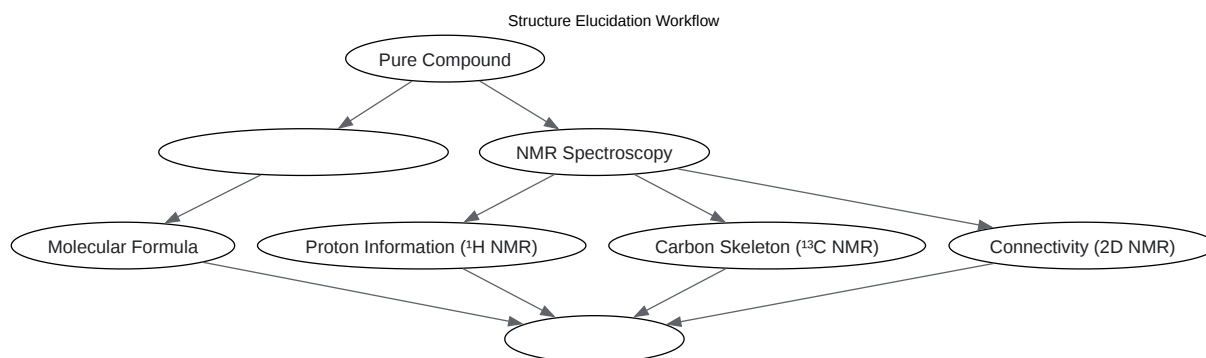 Structure Elucidation Workflow
Pure Compound
NMR Spectroscopy
Molecular Formula
Proton Information (¹H NMR)
Carbon Skeleton (¹³C NMR)
Connectivity (2D NMR)